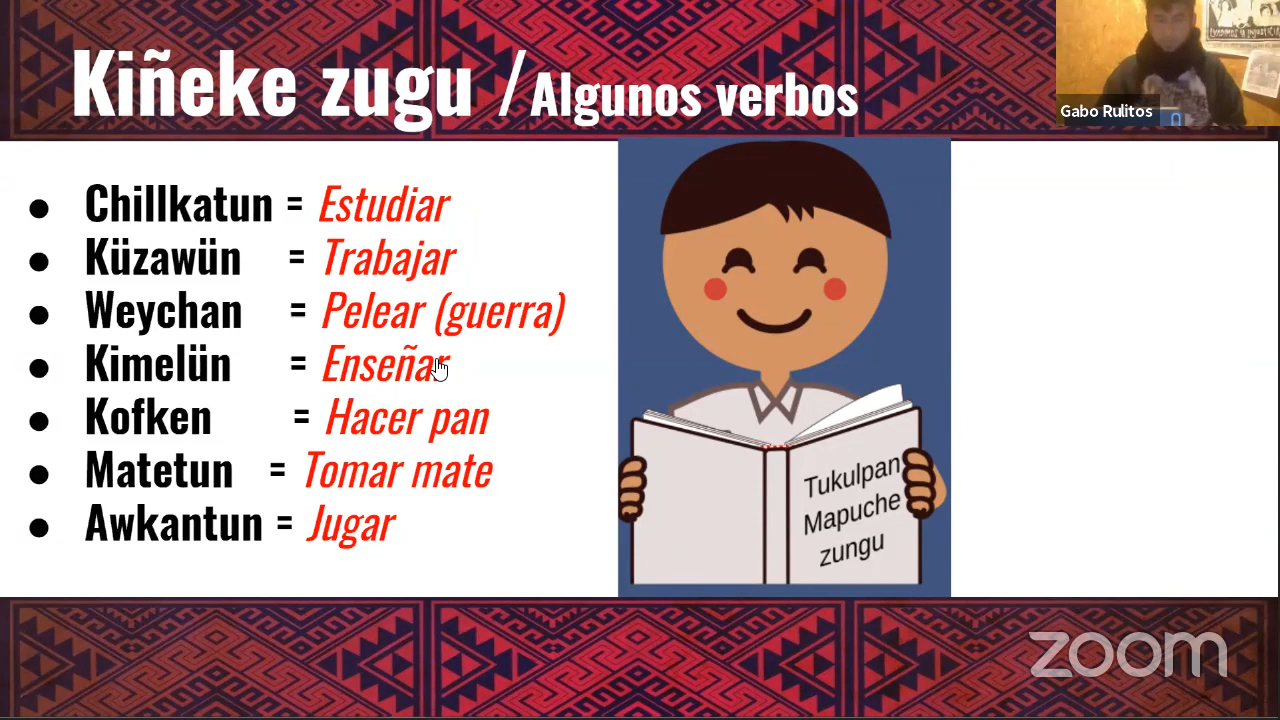 Kiñeke zugu / Algunos verbos
Gabo Rulitos
● Chillkatun = Estudiar
● Küzawün = Trabajar
● Weychan = Pelear (guerra)
● Kimelün = Enseñar
● Kofken = Hacer pan
● Matetun = Tomar mate
● Awkantun = Jugar
Tukulpan
Mapuche
zungu
zoom